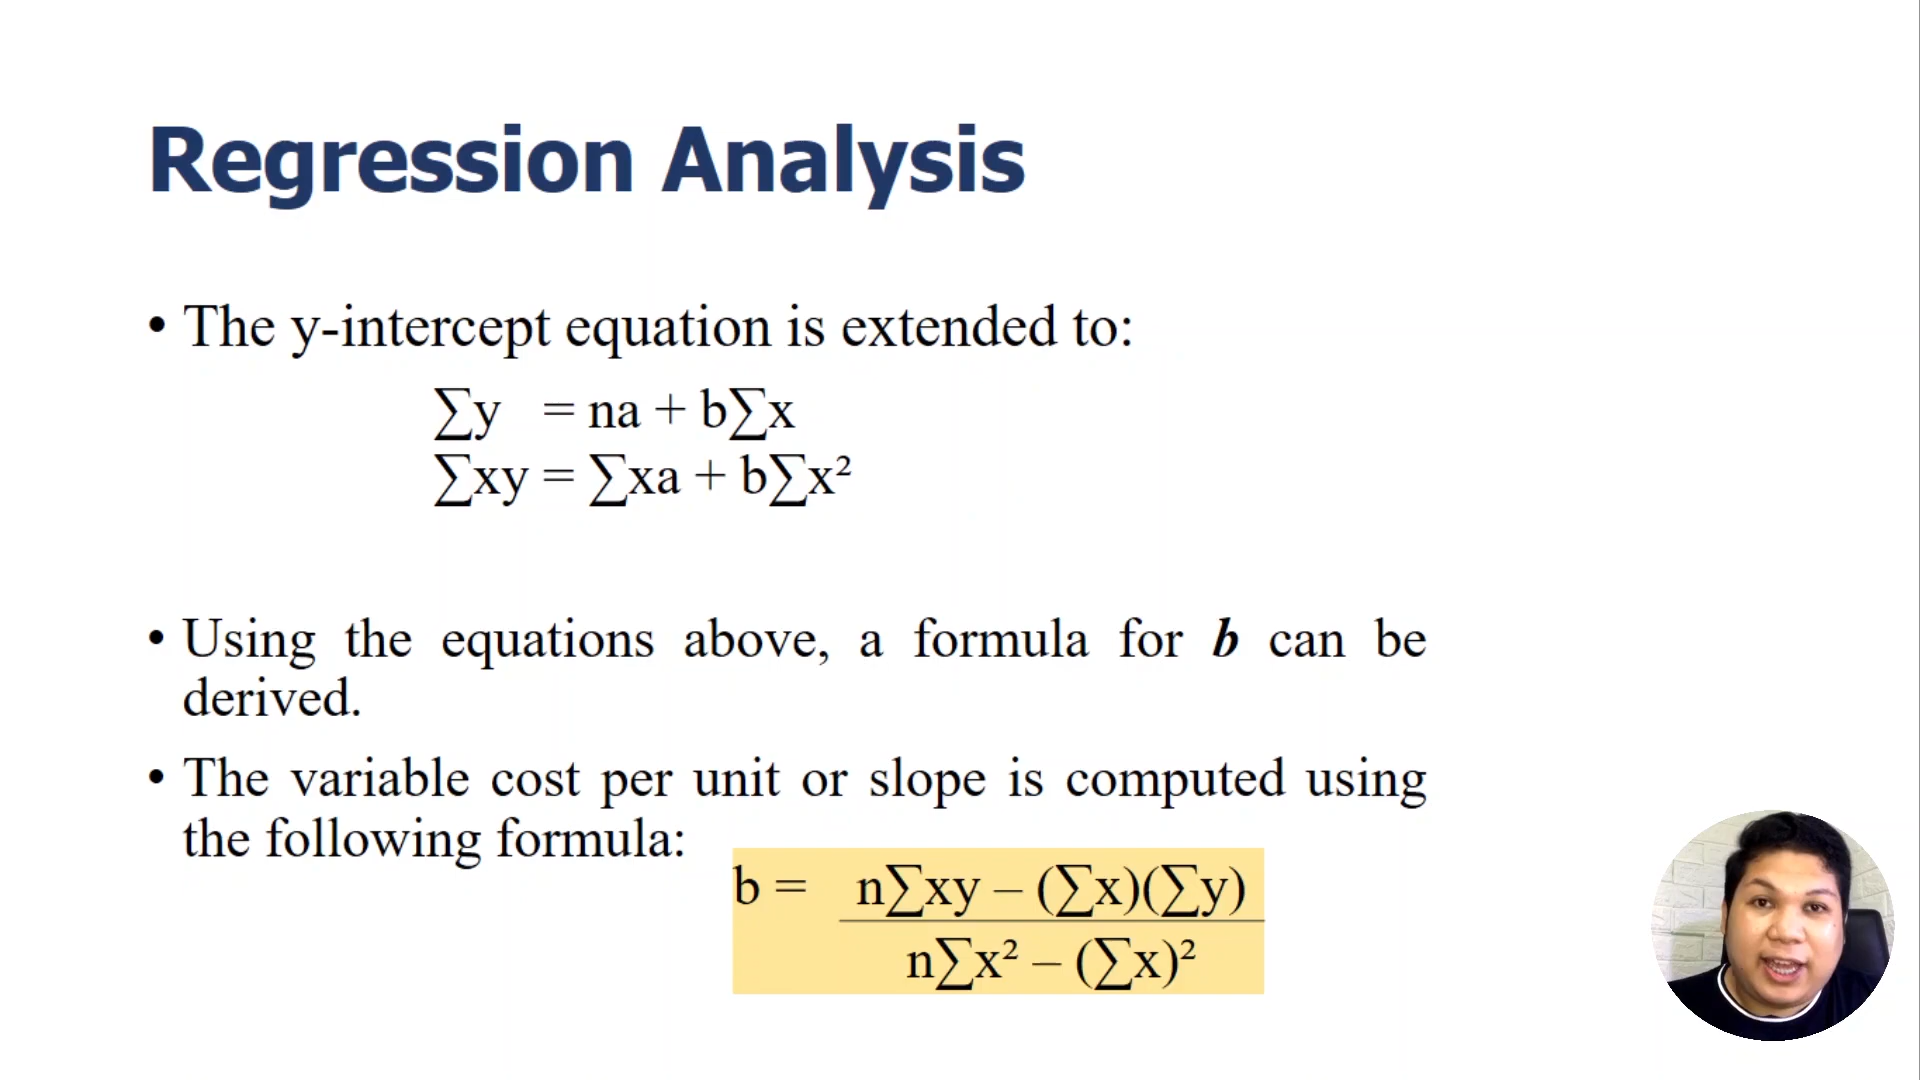 Regression Analysis
• The y-intercept equation is extended to:
∑y = na + b∑x
∑xy = ∑xa + b∑x²
• Using the equations above, a formula for b can be
derived.
• The variable cost per unit or slope is computed using
the following formula:
b = n∑xy – (∑x)(∑y)
n∑x² – (∑x)²